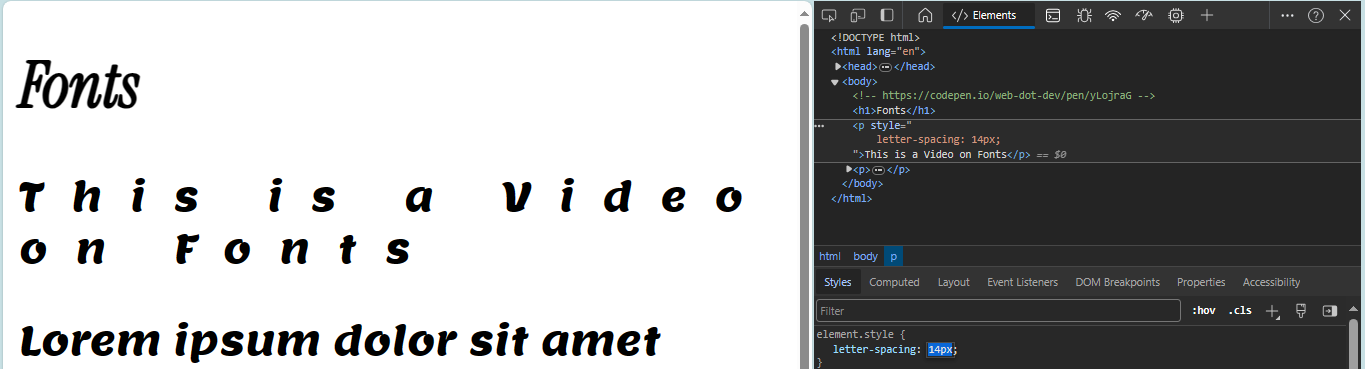 Fonts
This is a Video
on Fonts
Lorem ipsum dolor sit amet
Elements
<!DOCTYPE html>
<html lang="en">
<head>…</head>
<body>
<!-- https://codepen.io/web-dot-dev/pen/yLojraG -->
<h1>Fonts</h1>
<p style="
letter-spacing: 14px;
">This is a Video on Fonts</p> == $0
<p>…</p>
</body>
</html>
html body p
Styles Computed Layout Event Listeners DOM Breakpoints Properties Accessibility
Filter :hov .cls
element.style {
letter-spacing: 14px;
}